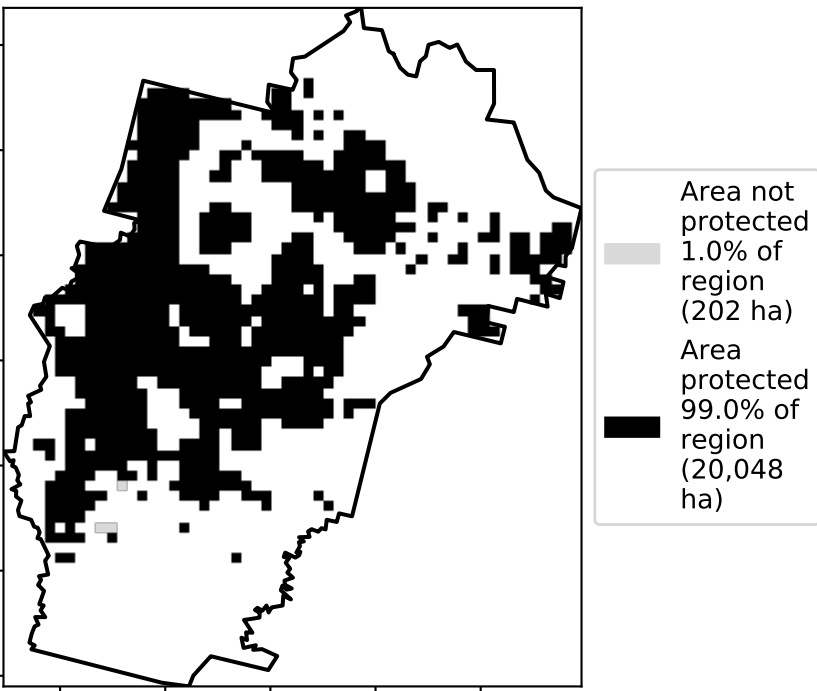 Area not
protected
1.0% of
region
(202 ha)
Area
protected
99.0% of
region
(20,048
ha)